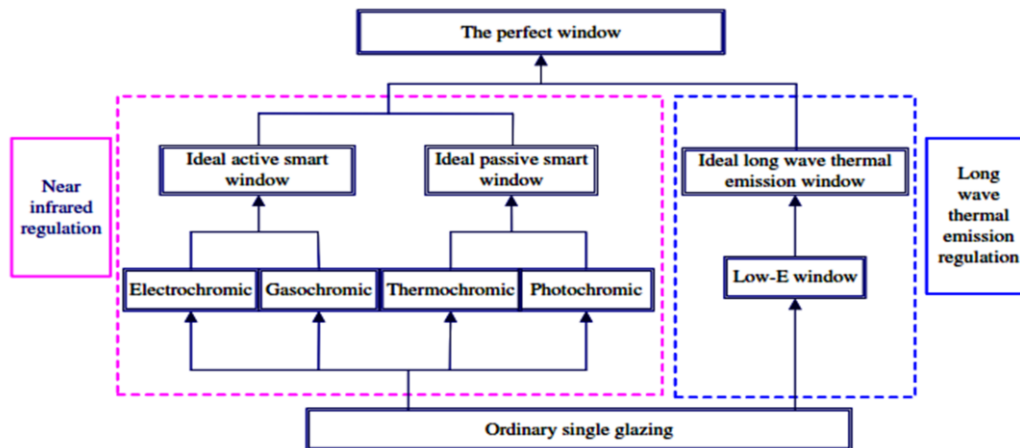 The perfect window
Near
infrared
regulation
Ideal active smart
window
Ideal passive smart
window
Ideal long wave thermal
emission window
Long
wave
thermal
emission
regulation
Electrochromic
Gasochromic
Thermochromic
Photochromic
Low-E window
Ordinary single glazing